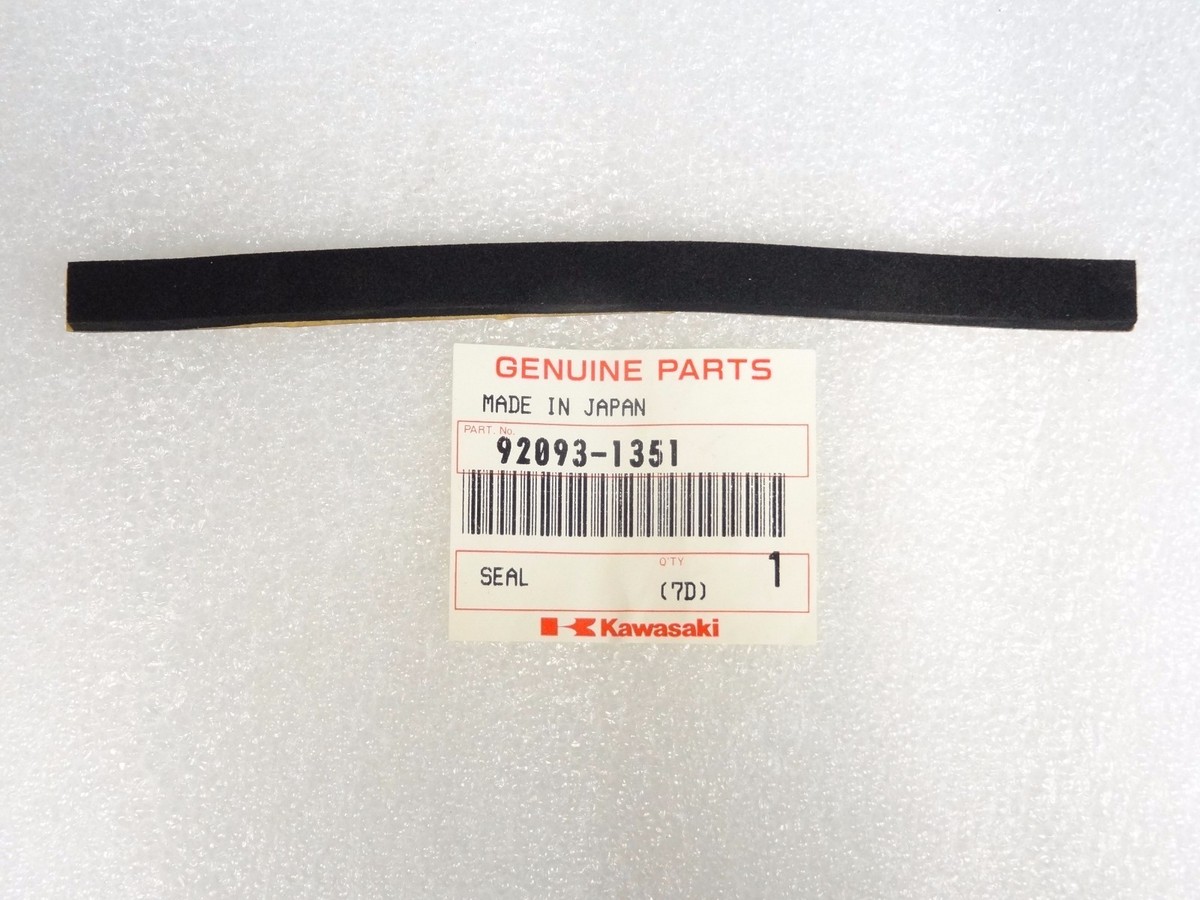 GENUINE PARTS
MADE IN JAPAN
PART. No.
92093-1351
SEAL
Q'TY
1
(7D)
Kawasaki